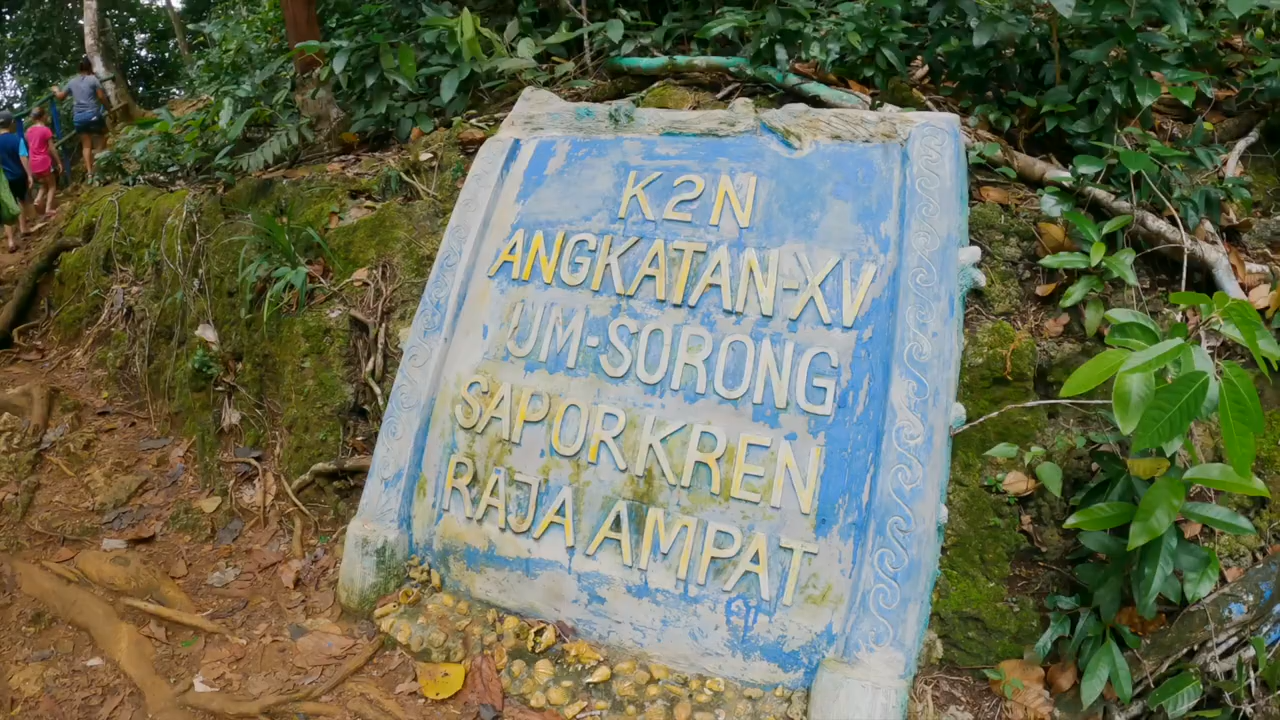 K2N
ANGKATAN-XV
UM-SORONG
SAPORKREN
RAJA AMPAT